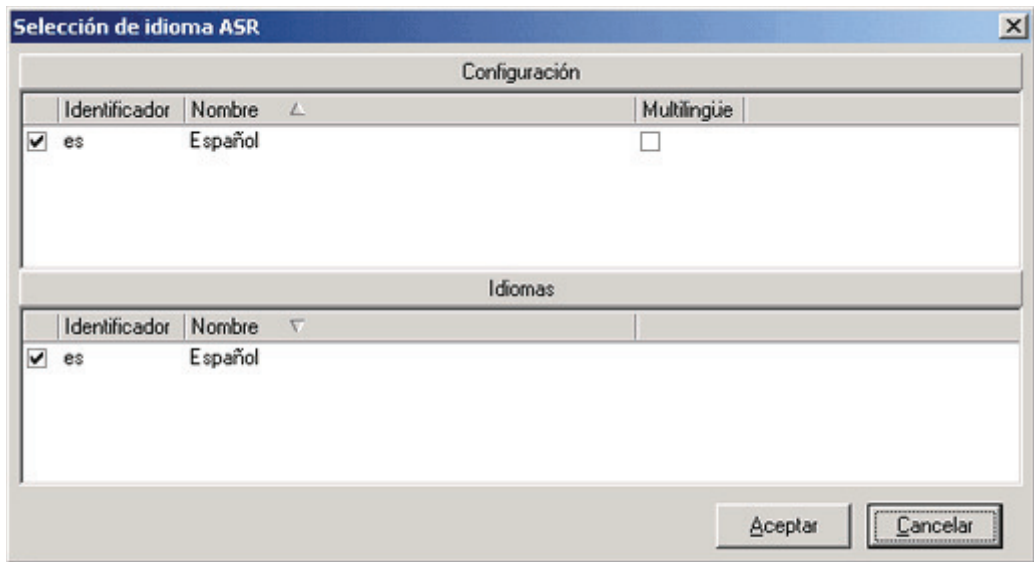 Selección de idioma ASR
Configuración
Identificador Nombre Multilingüe
es Español
Idiomas
Identificador Nombre
es Español
Aceptar Cancelar